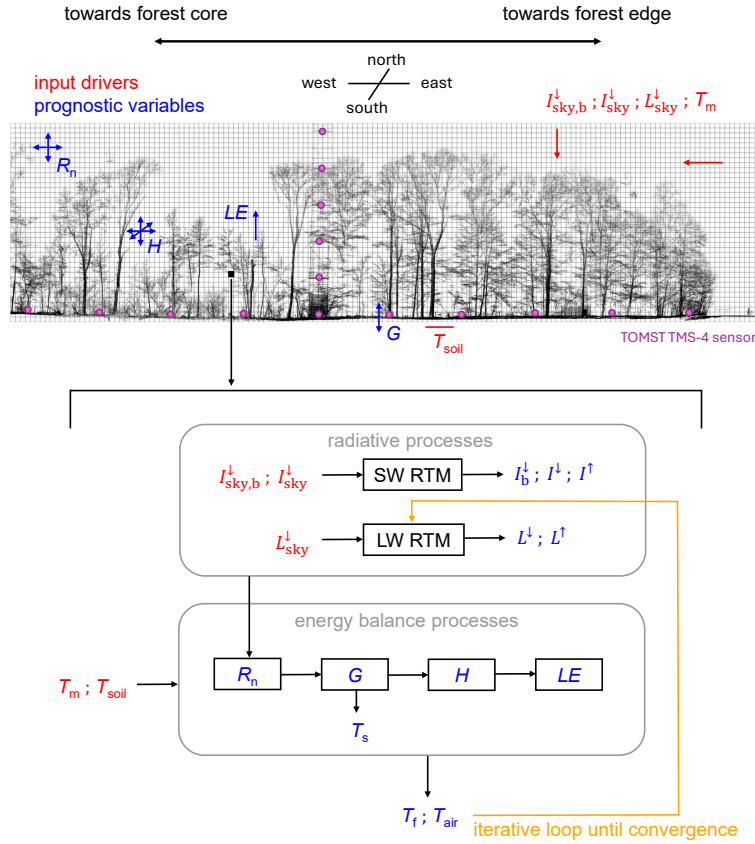 towards forest core towards forest edge
north
west east
south
input drivers
prognostic variables
I↓sky,b ; I↓sky ; L↓sky ; Tm
Rn
LE
H
G
Tsoil
TOMST TMS-4 sensor
radiative processes
I↓sky,b ; I↓sky SW RTM I↓b ; I↓ ; I↑
L↓sky LW RTM L↓ ; L↑
energy balance processes
Tm ; Tsoil Rn G H LE
Ts
Tf ; Tair
iterative loop until convergence